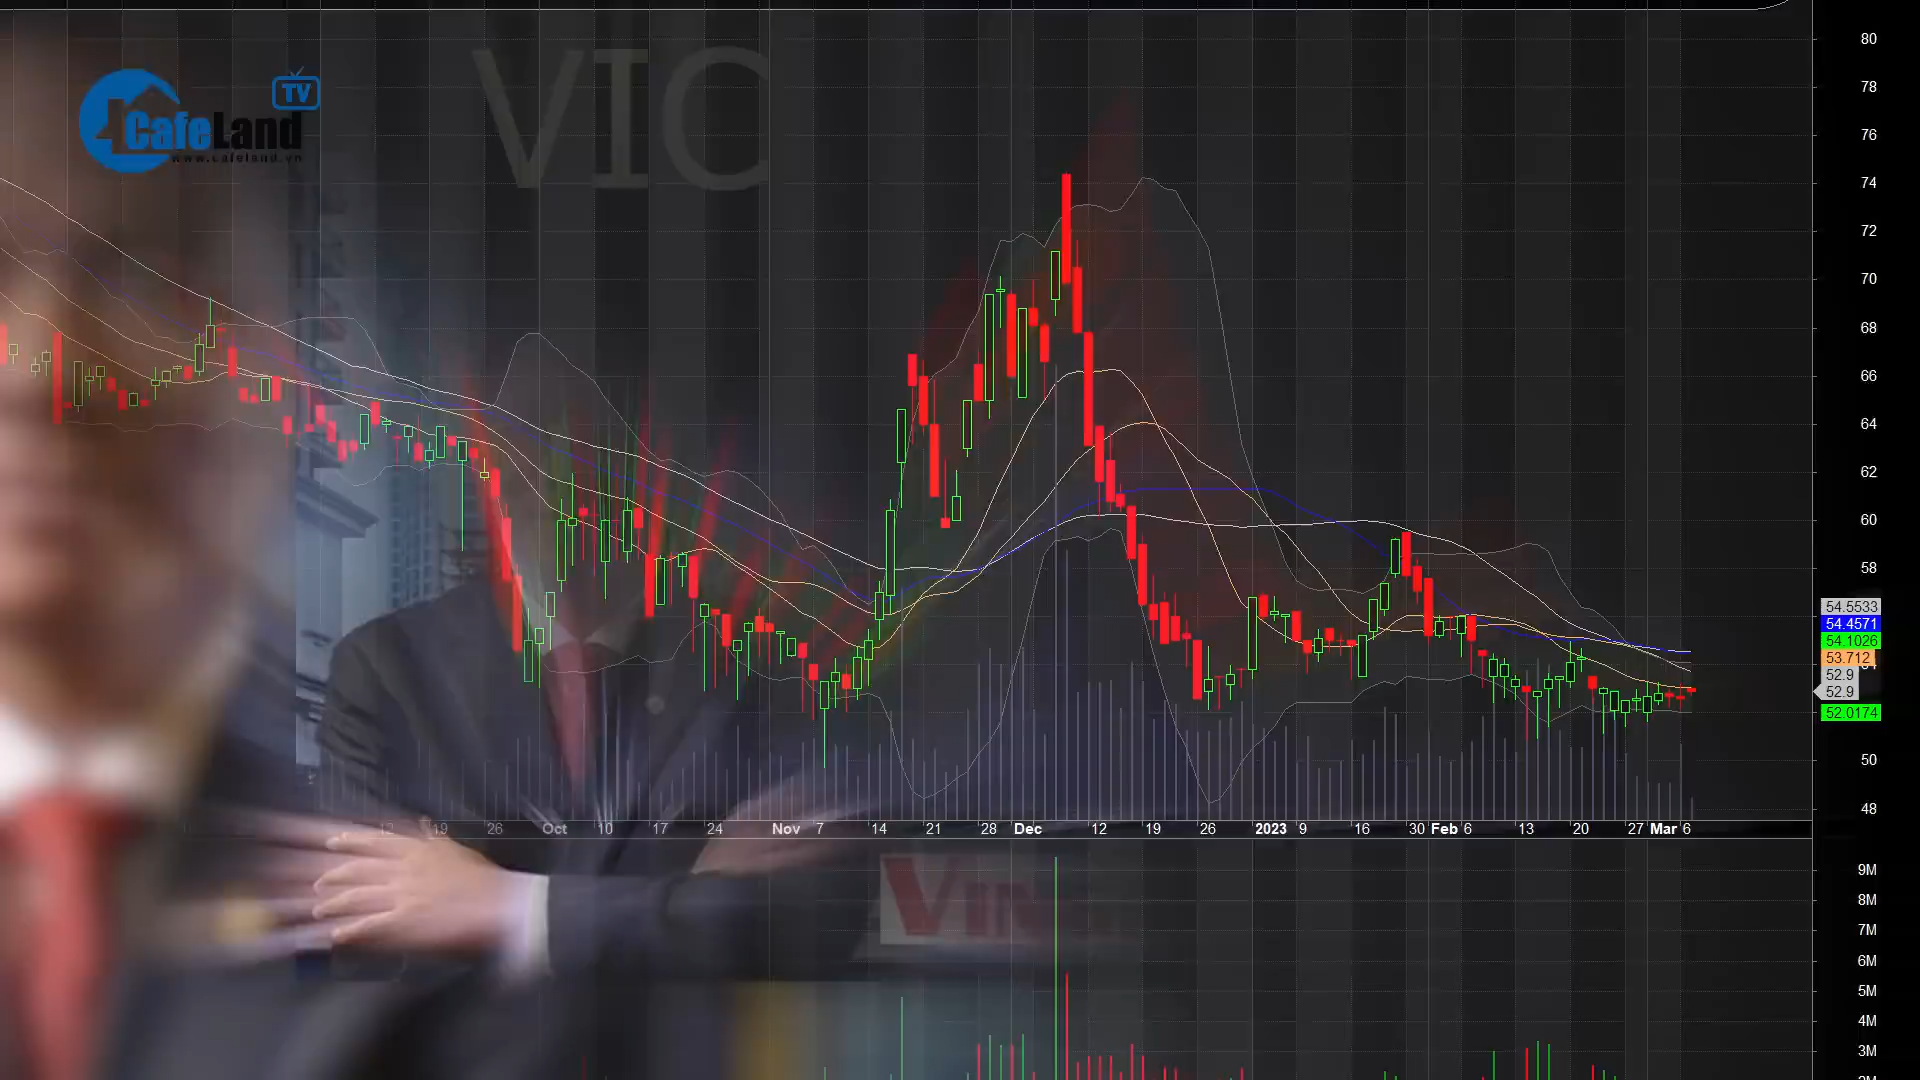 VIC
TV
CafeLand
www.cafeland.vn
80
78
76
74
72
70
68
66
64
62
60
58
54.5533
54.4571
54.1026
53.712
52.9
52.9
52.0174
50
48
12 19 26 Oct 10 17 24 Nov 7 14 21 28 Dec 12 19 26 2023 9 16 30 Feb 6 13 20 27 Mar 6
VIN
9M
8M
7M
6M
5M
4M
3M